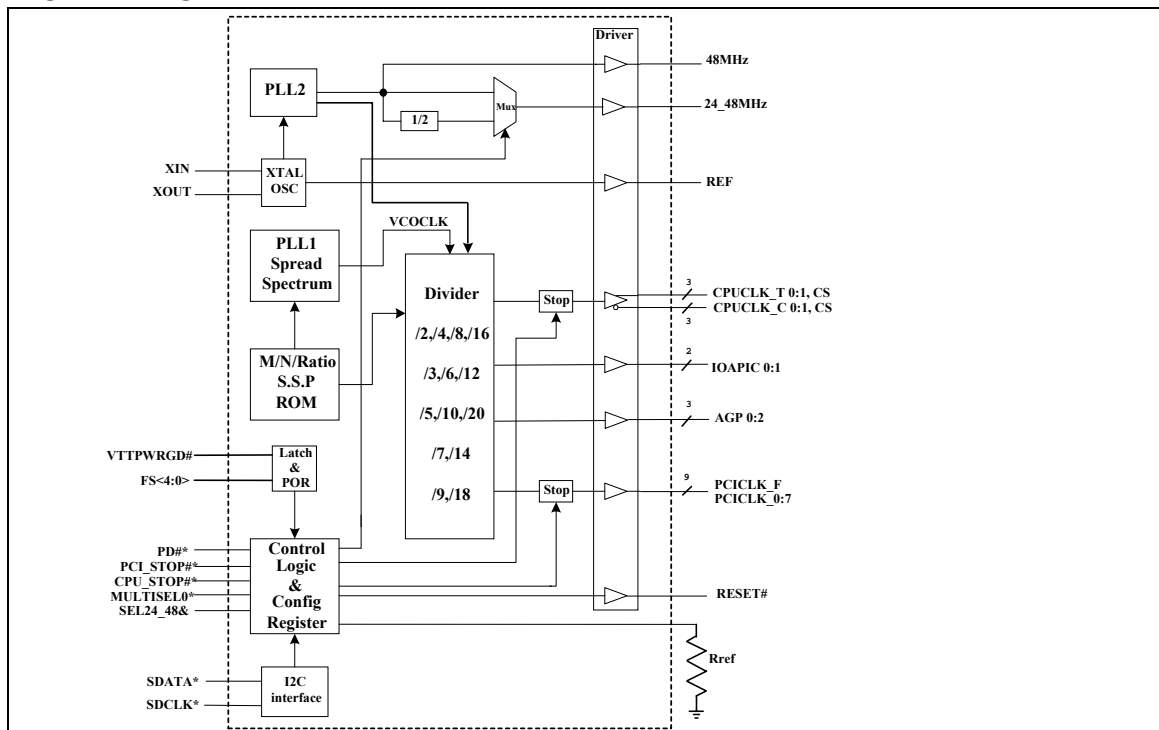 Driver
48MHz
PLL2
Mux
24_48MHz
1/2
XIN
XOUT
XTAL
OSC
REF
VCOCLK
PLL1
Spread
Spectrum
Divider
/2,/4,/8,/16
/3,/6,/12
/5,/10,/20
/7,/14
/9,/18
Stop
3
CPUCLK_T 0:1, CS
CPUCLK_C 0:1, CS
3
M/N/Ratio
S.S.P
ROM
2
IOAPIC 0:1
3
AGP 0:2
VTTPWRGD#
FS<4:0>
Latch
&
POR
Stop
9
PCICLK_F
PCICLK_0:7
PD#*
PCI_STOP#*
CPU_STOP#*
MULTISEL0*
SEL24_48&
Control
Logic
&
Config
Register
RESET#
Rref
SDATA*
SDCLK*
I2C
interface